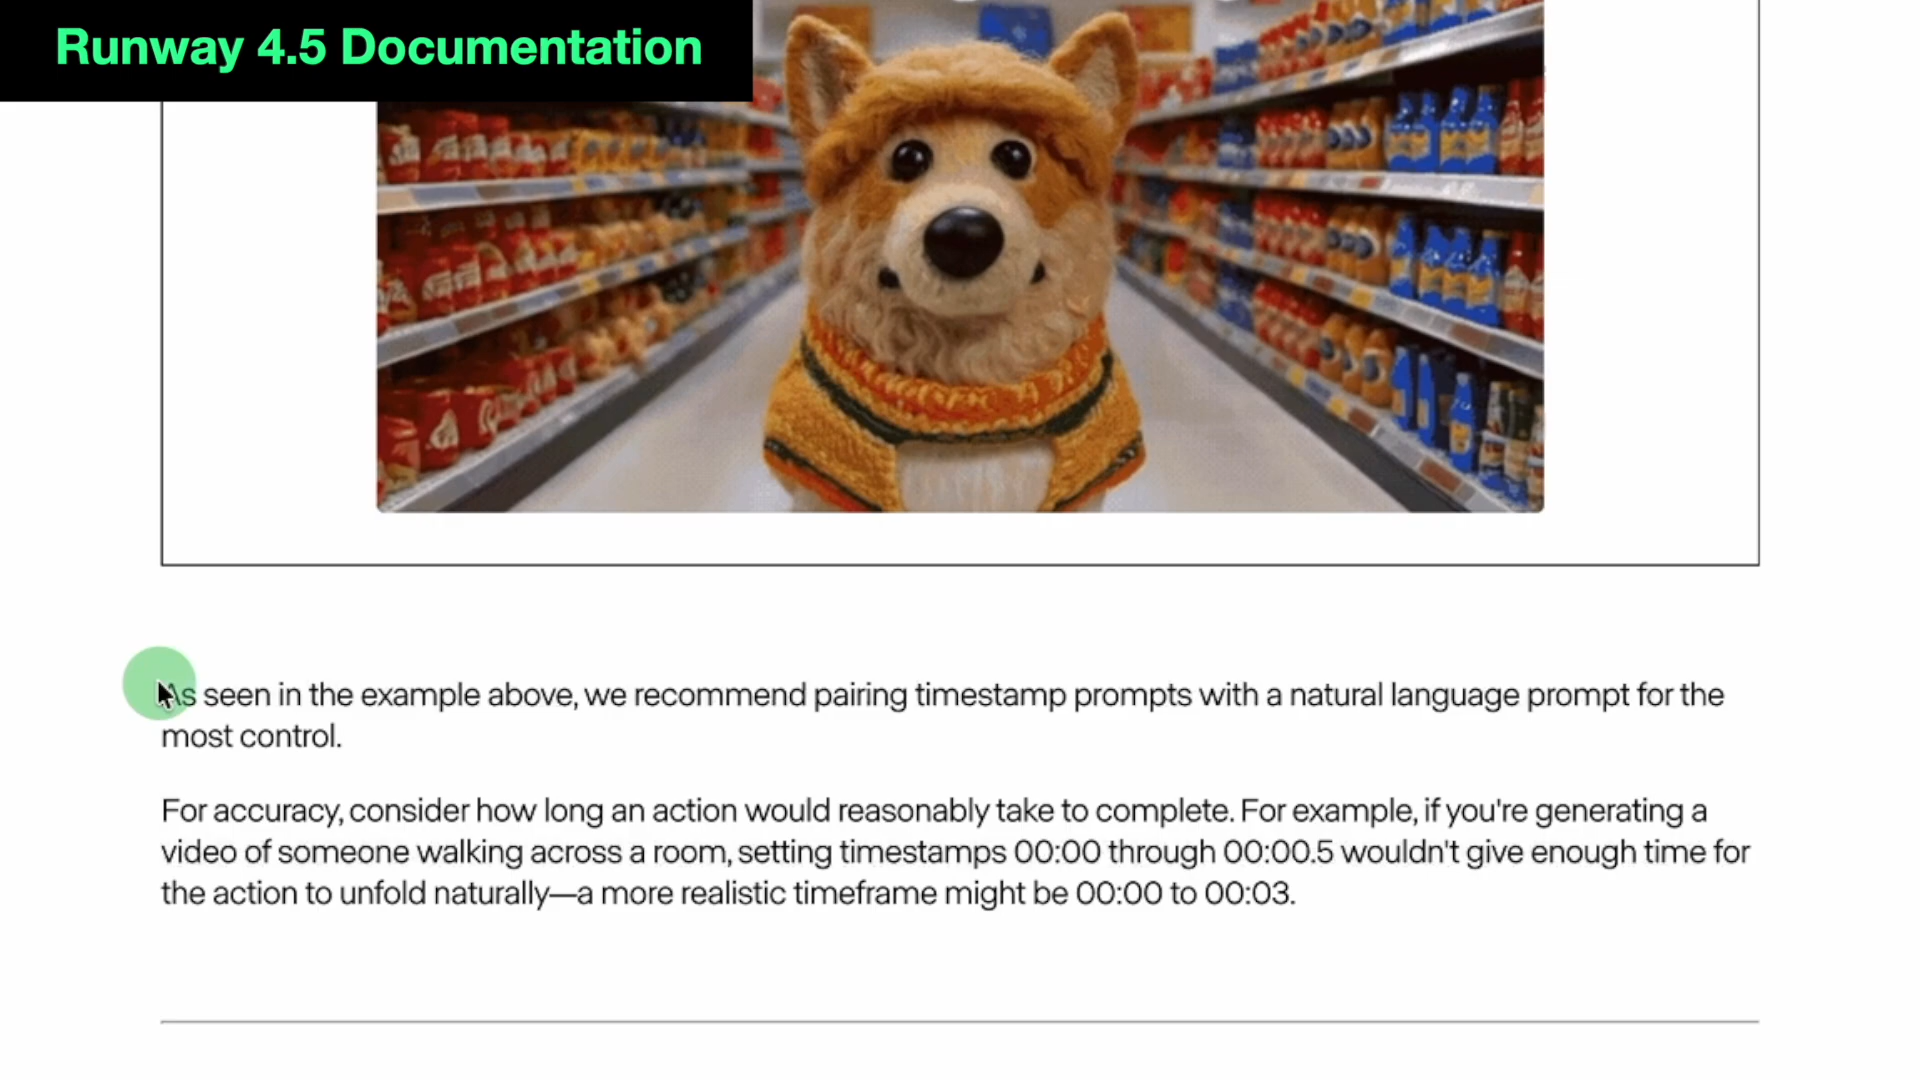 Runway 4.5 Documentation
As seen in the example above, we recommend pairing timestamp prompts with a natural language prompt for the
most control.
For accuracy, consider how long an action would reasonably take to complete. For example, if you're generating a
video of someone walking across a room, setting timestamps 00:00 through 00:00.5 wouldn't give enough time for
the action to unfold naturally—a more realistic timeframe might be 00:00 to 00:03.